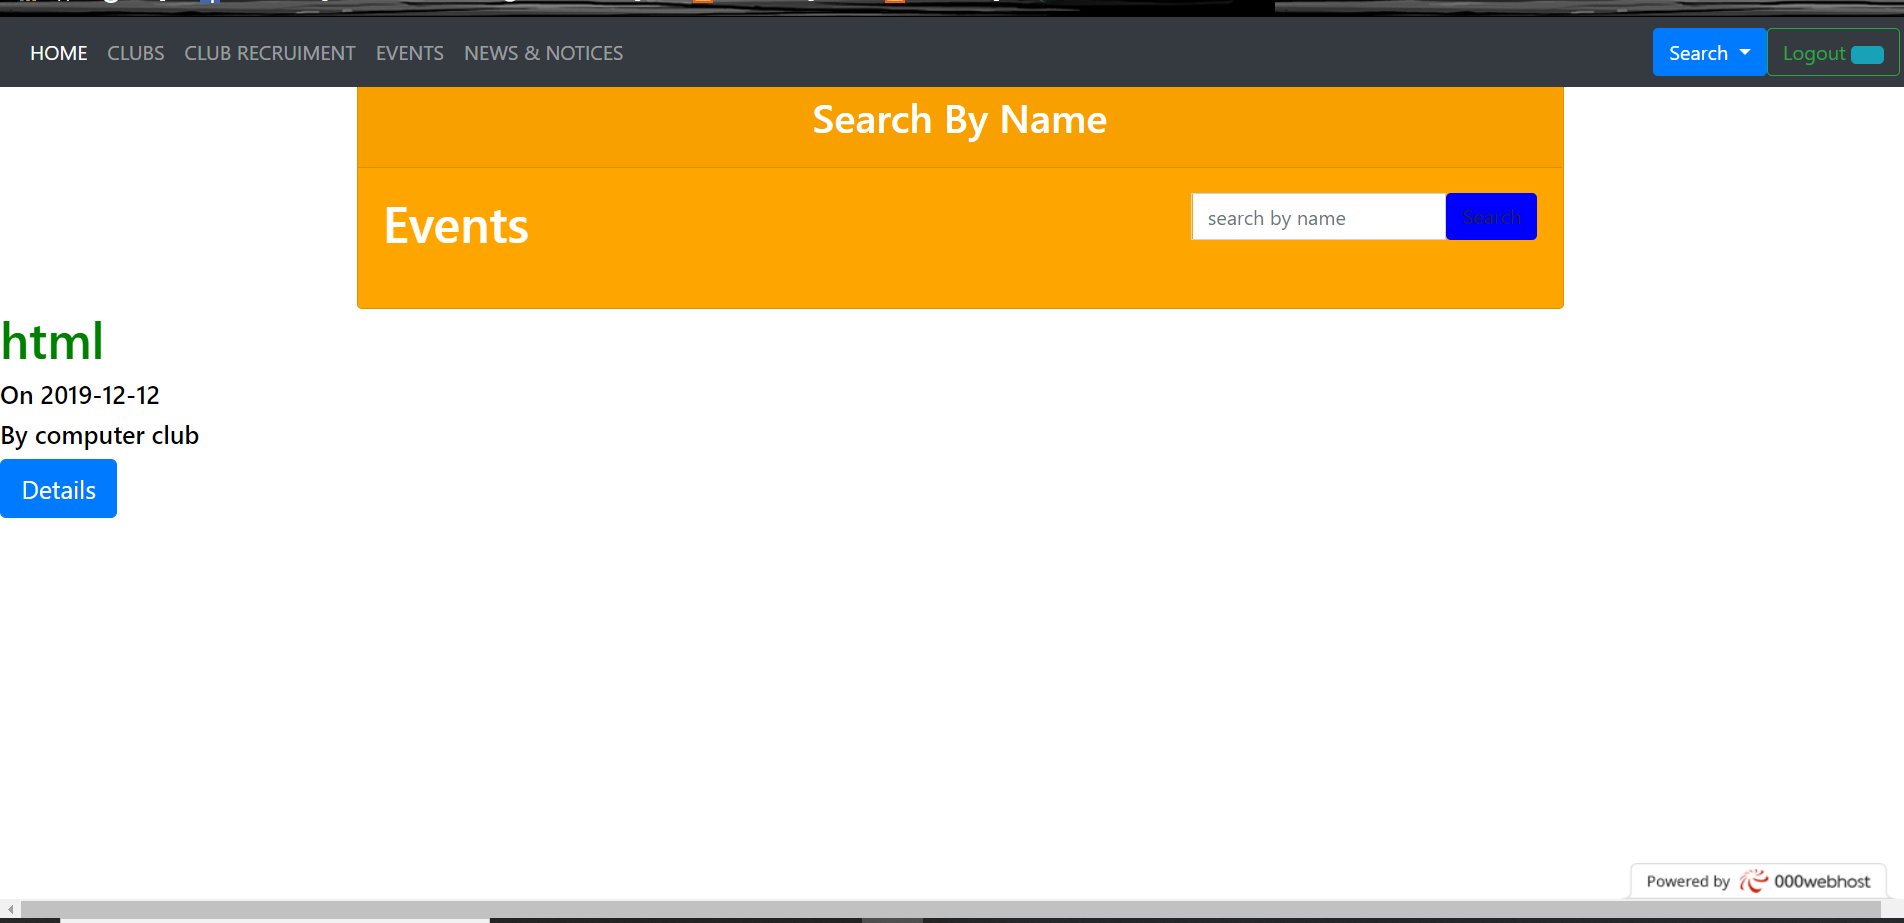 HOME CLUBS CLUB RECRUIMENT EVENTS NEWS & NOTICES Search Logout
Search By Name
Events
search by name Search
html
On 2019-12-12
By computer club
Details
Powered by 000webhost